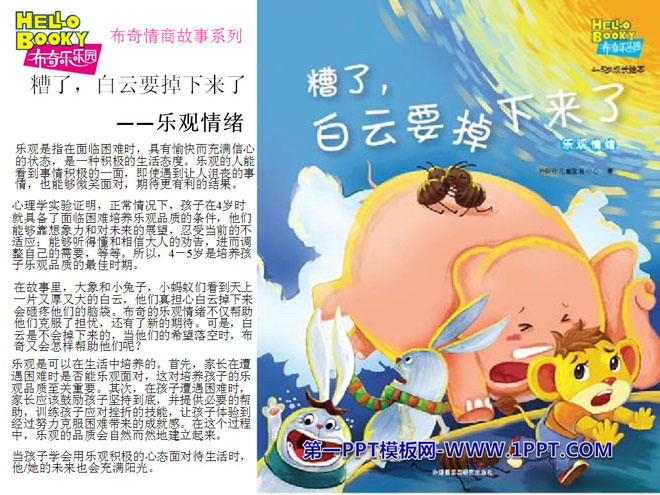 HELLO
BOOKY
布奇乐乐园
布奇情商故事系列
糟了，白云要掉下来了
——乐观情绪
乐观是指在面临困难时，具有愉快而充满信心
的状态，是一种积极的生活态度。乐观的人能
看到事情积极的一面，即使遇到让人沮丧的事
情，也能够微笑面对，期待更有利的结果。
心理学实验证明，正常情况下，孩子在4岁时
就具备了面临困难培养乐观品质的条件，他们
能够靠想象力和对未来的展望，忍受当前的不
适应；能够听得懂和相信大人的劝告，进而调
整自己的需要，等等。所以，4—5岁是培养孩
子乐观品质的最佳时期。
在故事里，大象和小兔子，小蚂蚁们看到天上
一片又厚又大的白云，他们真担心白云掉下来
会砸疼他们的脑袋。布奇的乐观情绪不仅帮助
他们克服了担忧，还有了新的期待。可是，白
云是不会掉下来的，当他们的希望落空时，布
奇又会怎样帮助他们呢？
乐观是可以在生活中培养的。首先，家长在遭
遇困难时是否能乐观面对，这对培养孩子的乐
观品质至关重要。其次，在孩子遭遇困难时，
家长应该鼓励孩子坚持到底，并提供必要的帮
助，训练孩子应对挫折的技能，让孩子体验到
经过努力克服困难带来的成就感。在这个过程
中，乐观的品质会自然而然地建立起来。
当孩子学会用乐观积极的心态面对待生活时，
他/她的未来也会充满阳光。
HELLO
BOOKY
布奇乐乐园
4—5岁成长绘本
糟了，
白云要掉下来了
乐观情绪
第一PPT模板网-WWW.1PPT.COM
外语教学与研究出版社